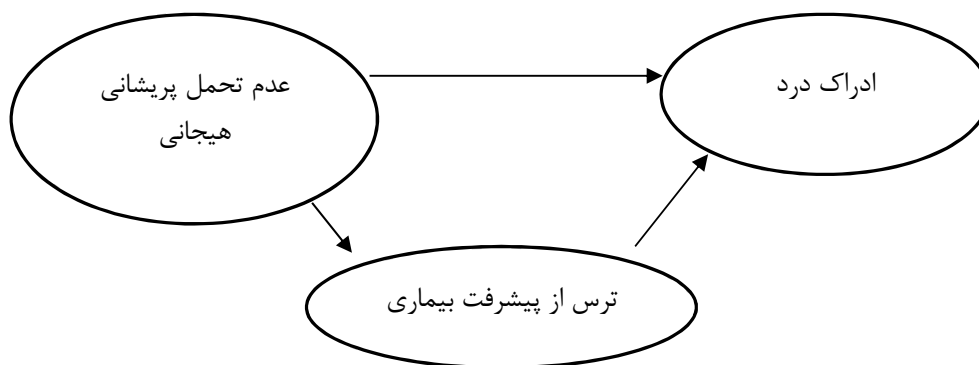 عدم تحمل پریشانی
هیجانی
ادراک درد
ترس از پیشرفت بیماری